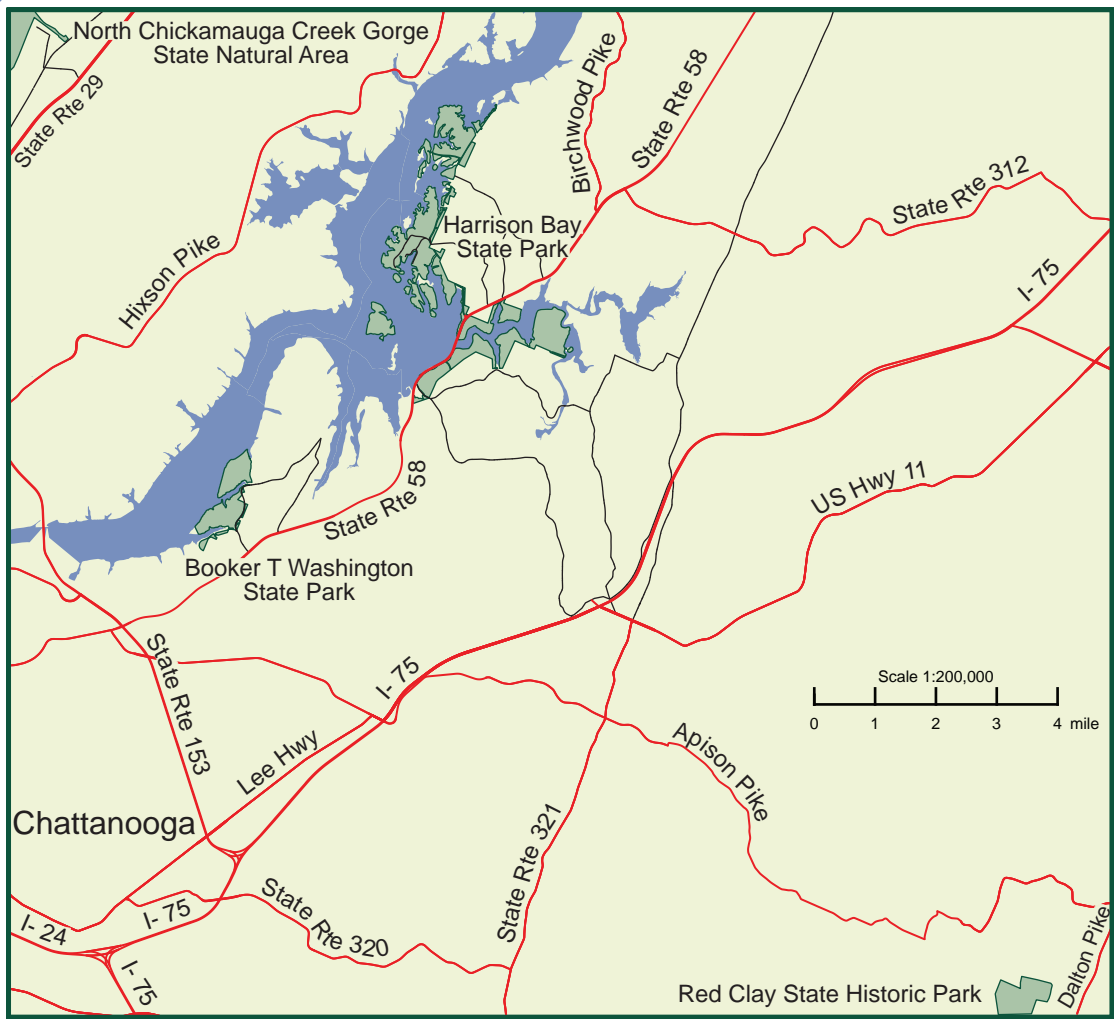 North Chickamauga Creek Gorge
State Natural Area
State Rte 29
Birchwood Pike
State Rte 58
State Rte 312
Harrison Bay
State Park
Hixson Pike
I- 75
US Hwy 11
State Rte 58
Booker T Washington
State Park
State Rte 153
I- 75
Scale 1:200,000
0 1 2 3 4 mile
Lee Hwy
Apison Pike
Chattanooga
State Rte 321
State Rte 320
I- 75
I- 24
I- 75
Dalton Pike
Red Clay State Historic Park